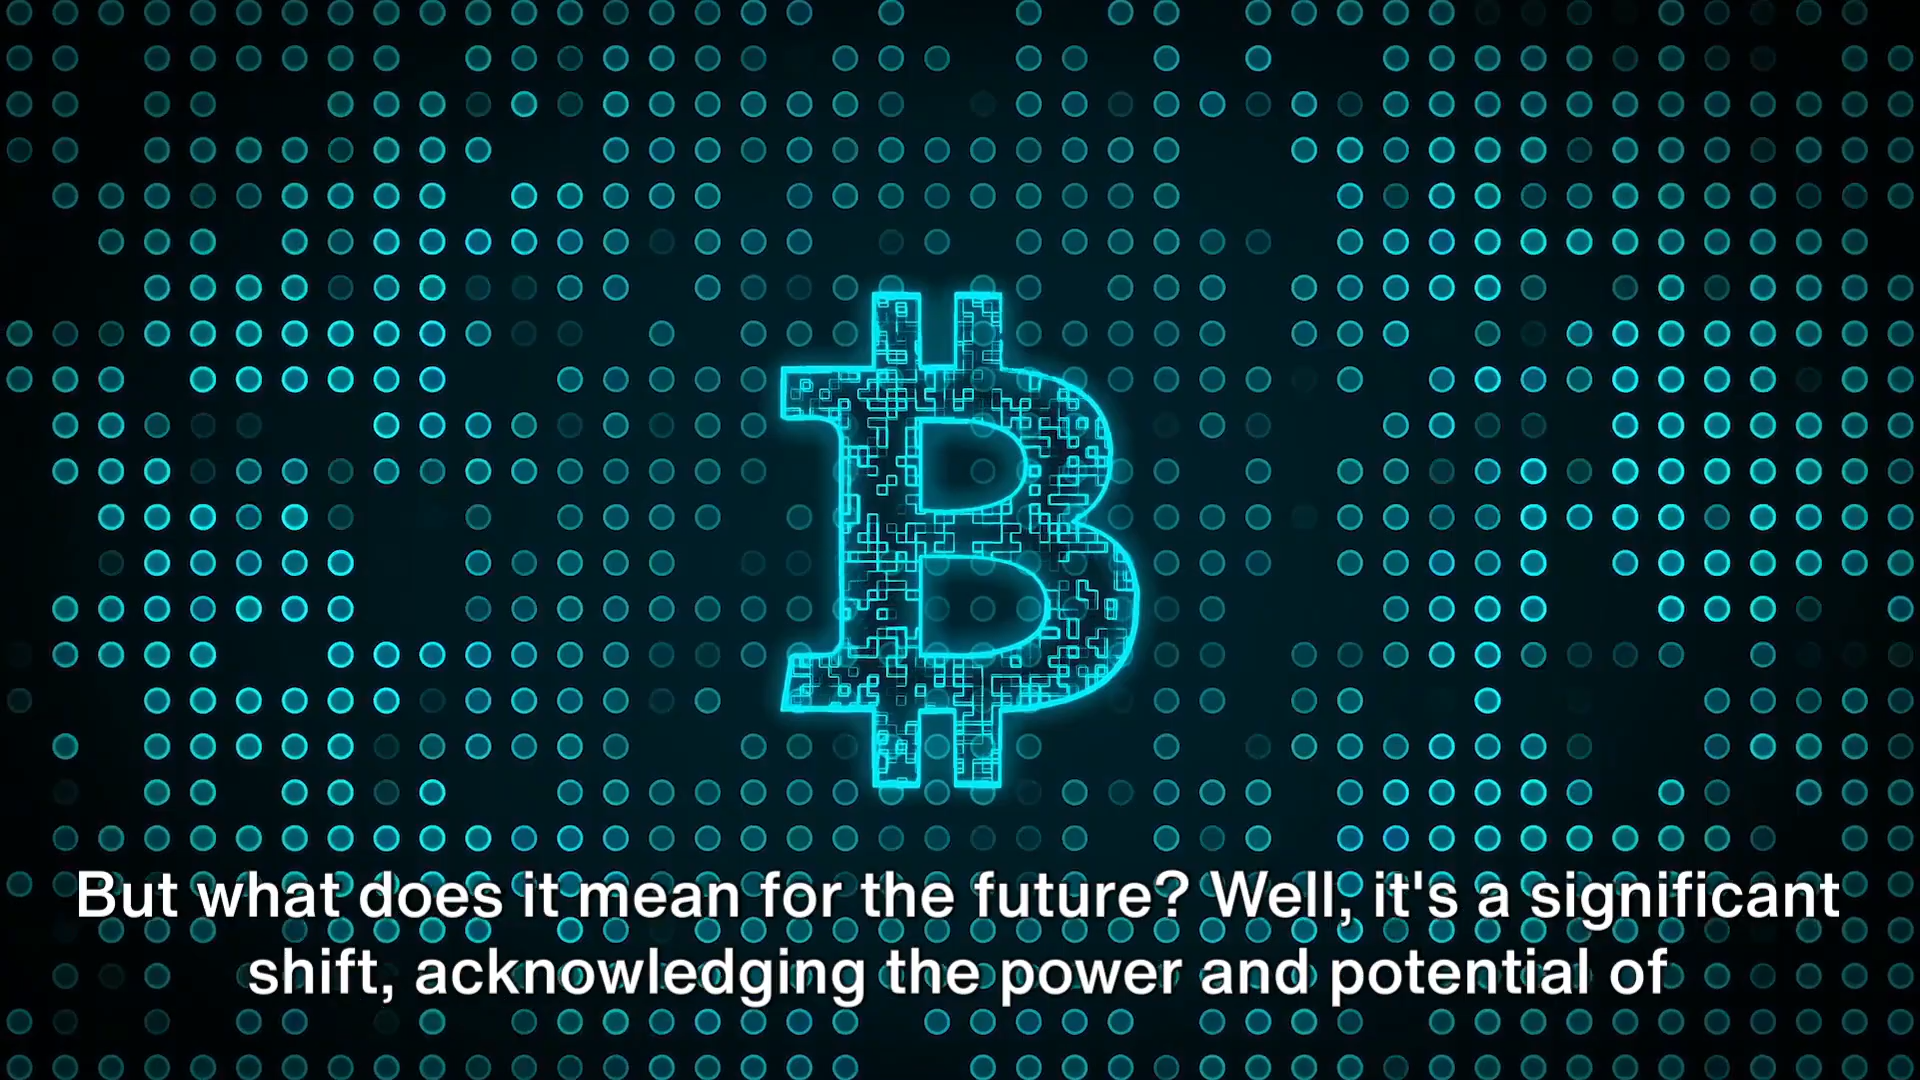 But what does it mean for the future? Well, it's a significant
shift, acknowledging the power and potential of